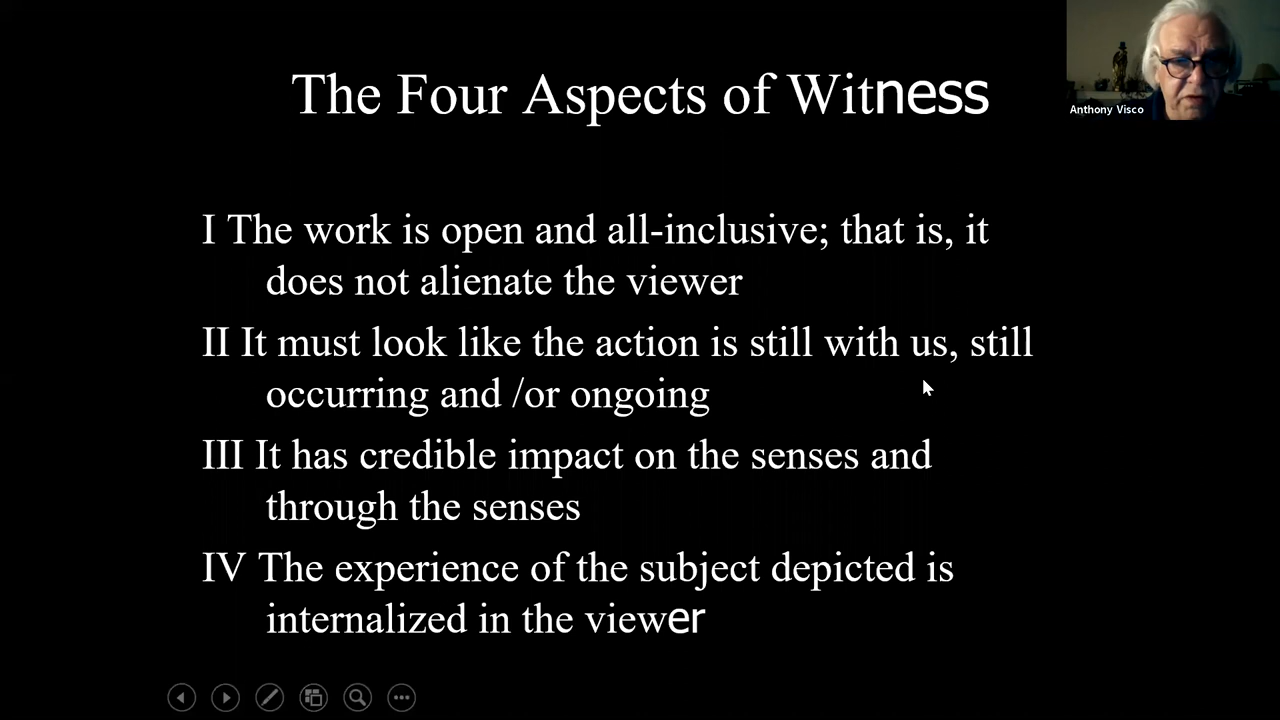 The Four Aspects of Witness
Anthony Visco
I The work is open and all-inclusive; that is, it
does not alienate the viewer
II It must look like the action is still with us, still
occurring and /or ongoing
III It has credible impact on the senses and
through the senses
IV The experience of the subject depicted is
internalized in the viewer